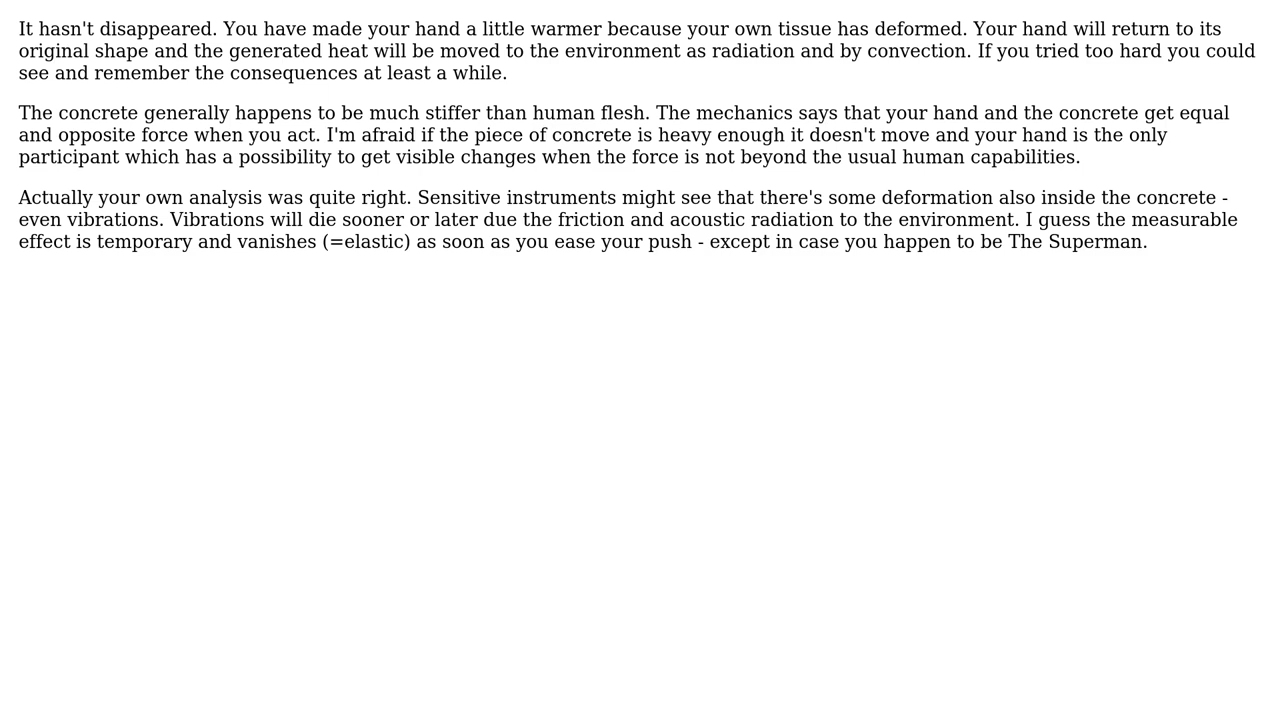 It hasn't disappeared. You have made your hand a little warmer because your own tissue has deformed. Your hand will return to its
original shape and the generated heat will be moved to the environment as radiation and by convection. If you tried too hard you could
see and remember the consequences at least a while.
The concrete generally happens to be much stiffer than human flesh. The mechanics says that your hand and the concrete get equal
and opposite force when you act. I'm afraid if the piece of concrete is heavy enough it doesn't move and your hand is the only
participant which has a possibility to get visible changes when the force is not beyond the usual human capabilities.
Actually your own analysis was quite right. Sensitive instruments might see that there's some deformation also inside the concrete -
even vibrations. Vibrations will die sooner or later due the friction and acoustic radiation to the environment. I guess the measurable
effect is temporary and vanishes (=elastic) as soon as you ease your push - except in case you happen to be The Superman.